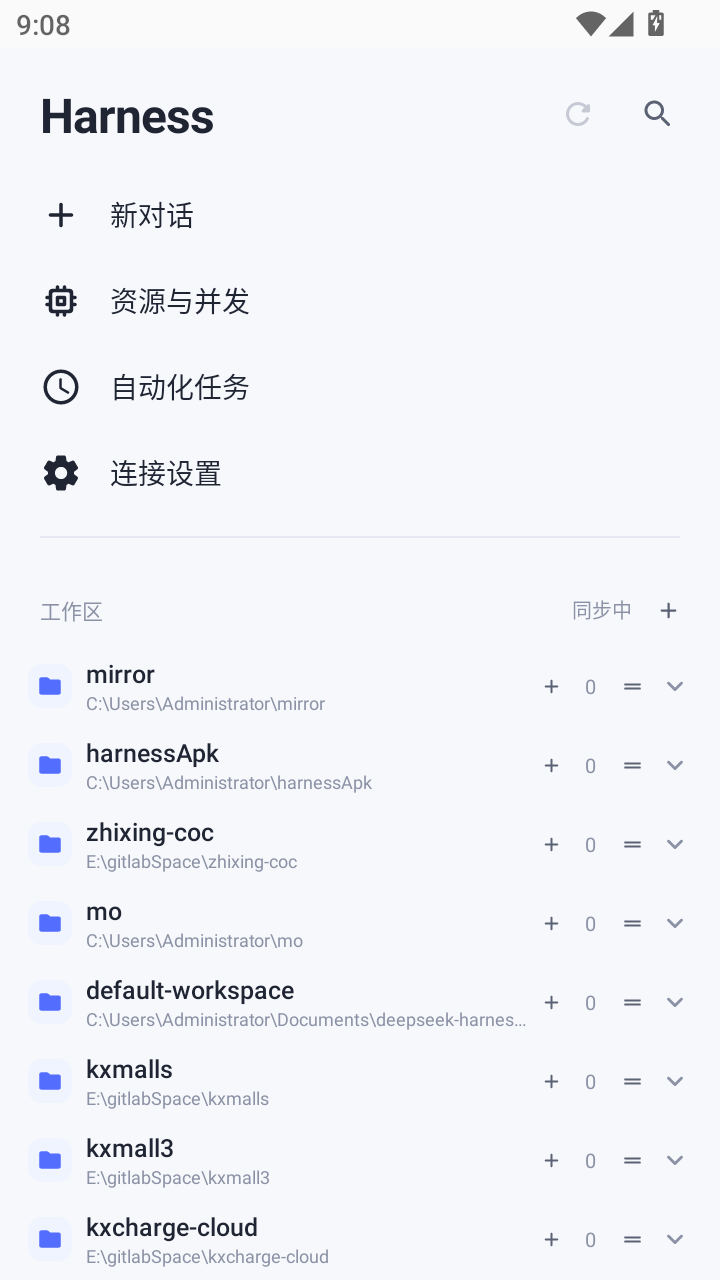 9:08
Harness
新对话
资源与并发
自动化任务
连接设置
工作区 同步中
mirror
C:\Users\Administrator\mirror
0
harnessApk
C:\Users\Administrator\harnessApk
0
zhixing-coc
E:\gitlabSpace\zhixing-coc
0
mo
C:\Users\Administrator\mo
0
default-workspace
C:\Users\Administrator\Documents\deepseek-harnes...
0
kxmalls
E:\gitlabSpace\kxmalls
0
kxmall3
E:\gitlabSpace\kxmall3
0
kxcharge-cloud
E:\gitlabSpace\kxcharge-cloud
0